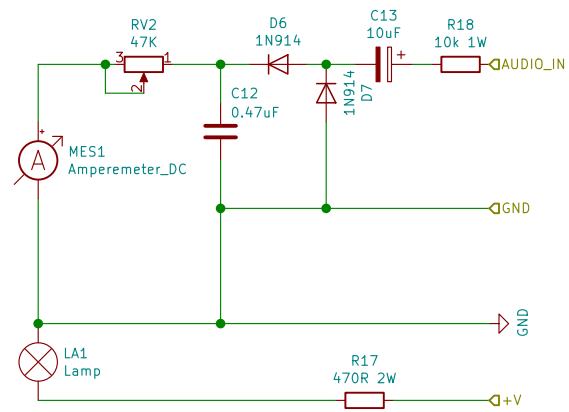 RV2
47K
3
1
2
D6
1N914
C13
10uF
+
R18
10k 1W
AUDIO_IN
C12
0.47uF
1N914
D7
+
A
MES1
Amperemeter_DC
GND
GND
LA1
Lamp
R17
470R 2W
+V